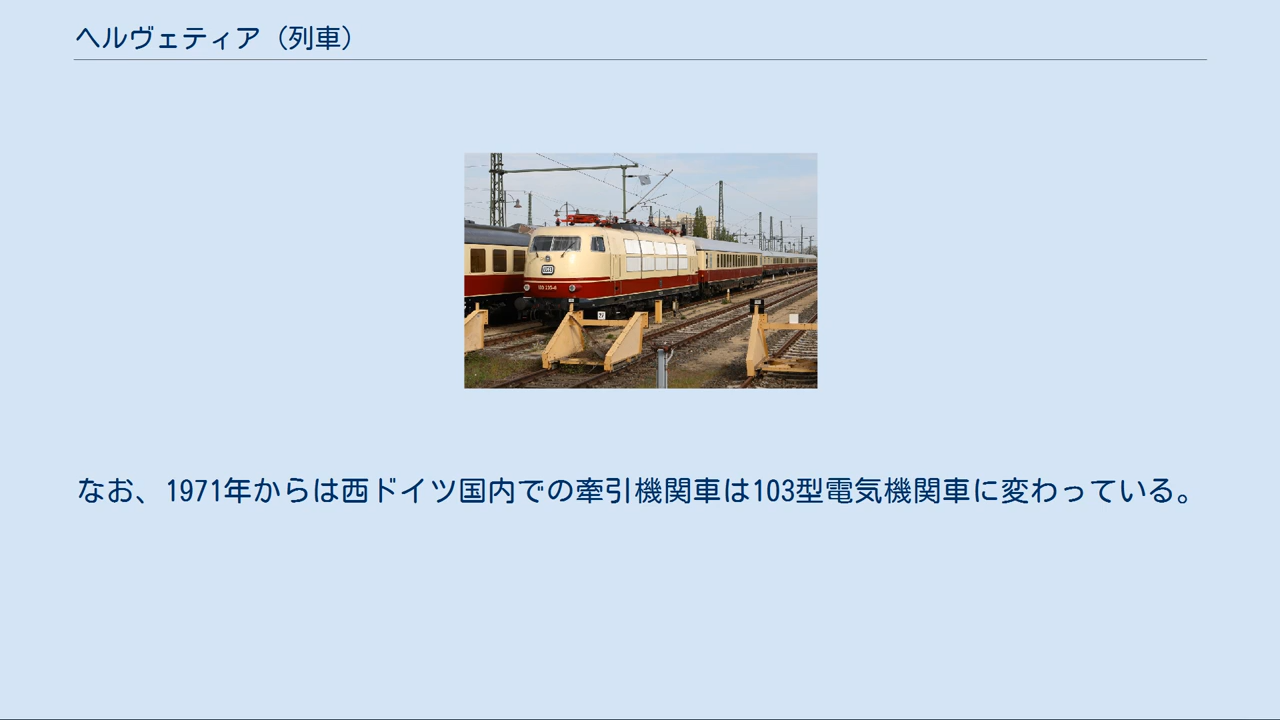 ヘルヴェティア（列車）
なお、1971年からは西ドイツ国内での牽引機関車は103型電気機関車に変わっている。